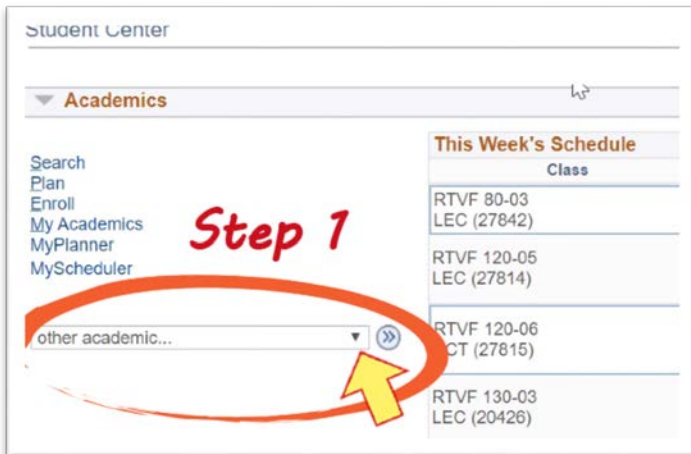 Student Center
Academics
Search
Plan
Enroll
My Academics
MyPlanner
MyScheduler
Step 1
other academic...
This Week's Schedule
Class
RTVF 80-03
LEC (27842)
RTVF 120-05
LEC (27814)
RTVF 120-06
CT (27815)
RTVF 130-03
LEC (20426)